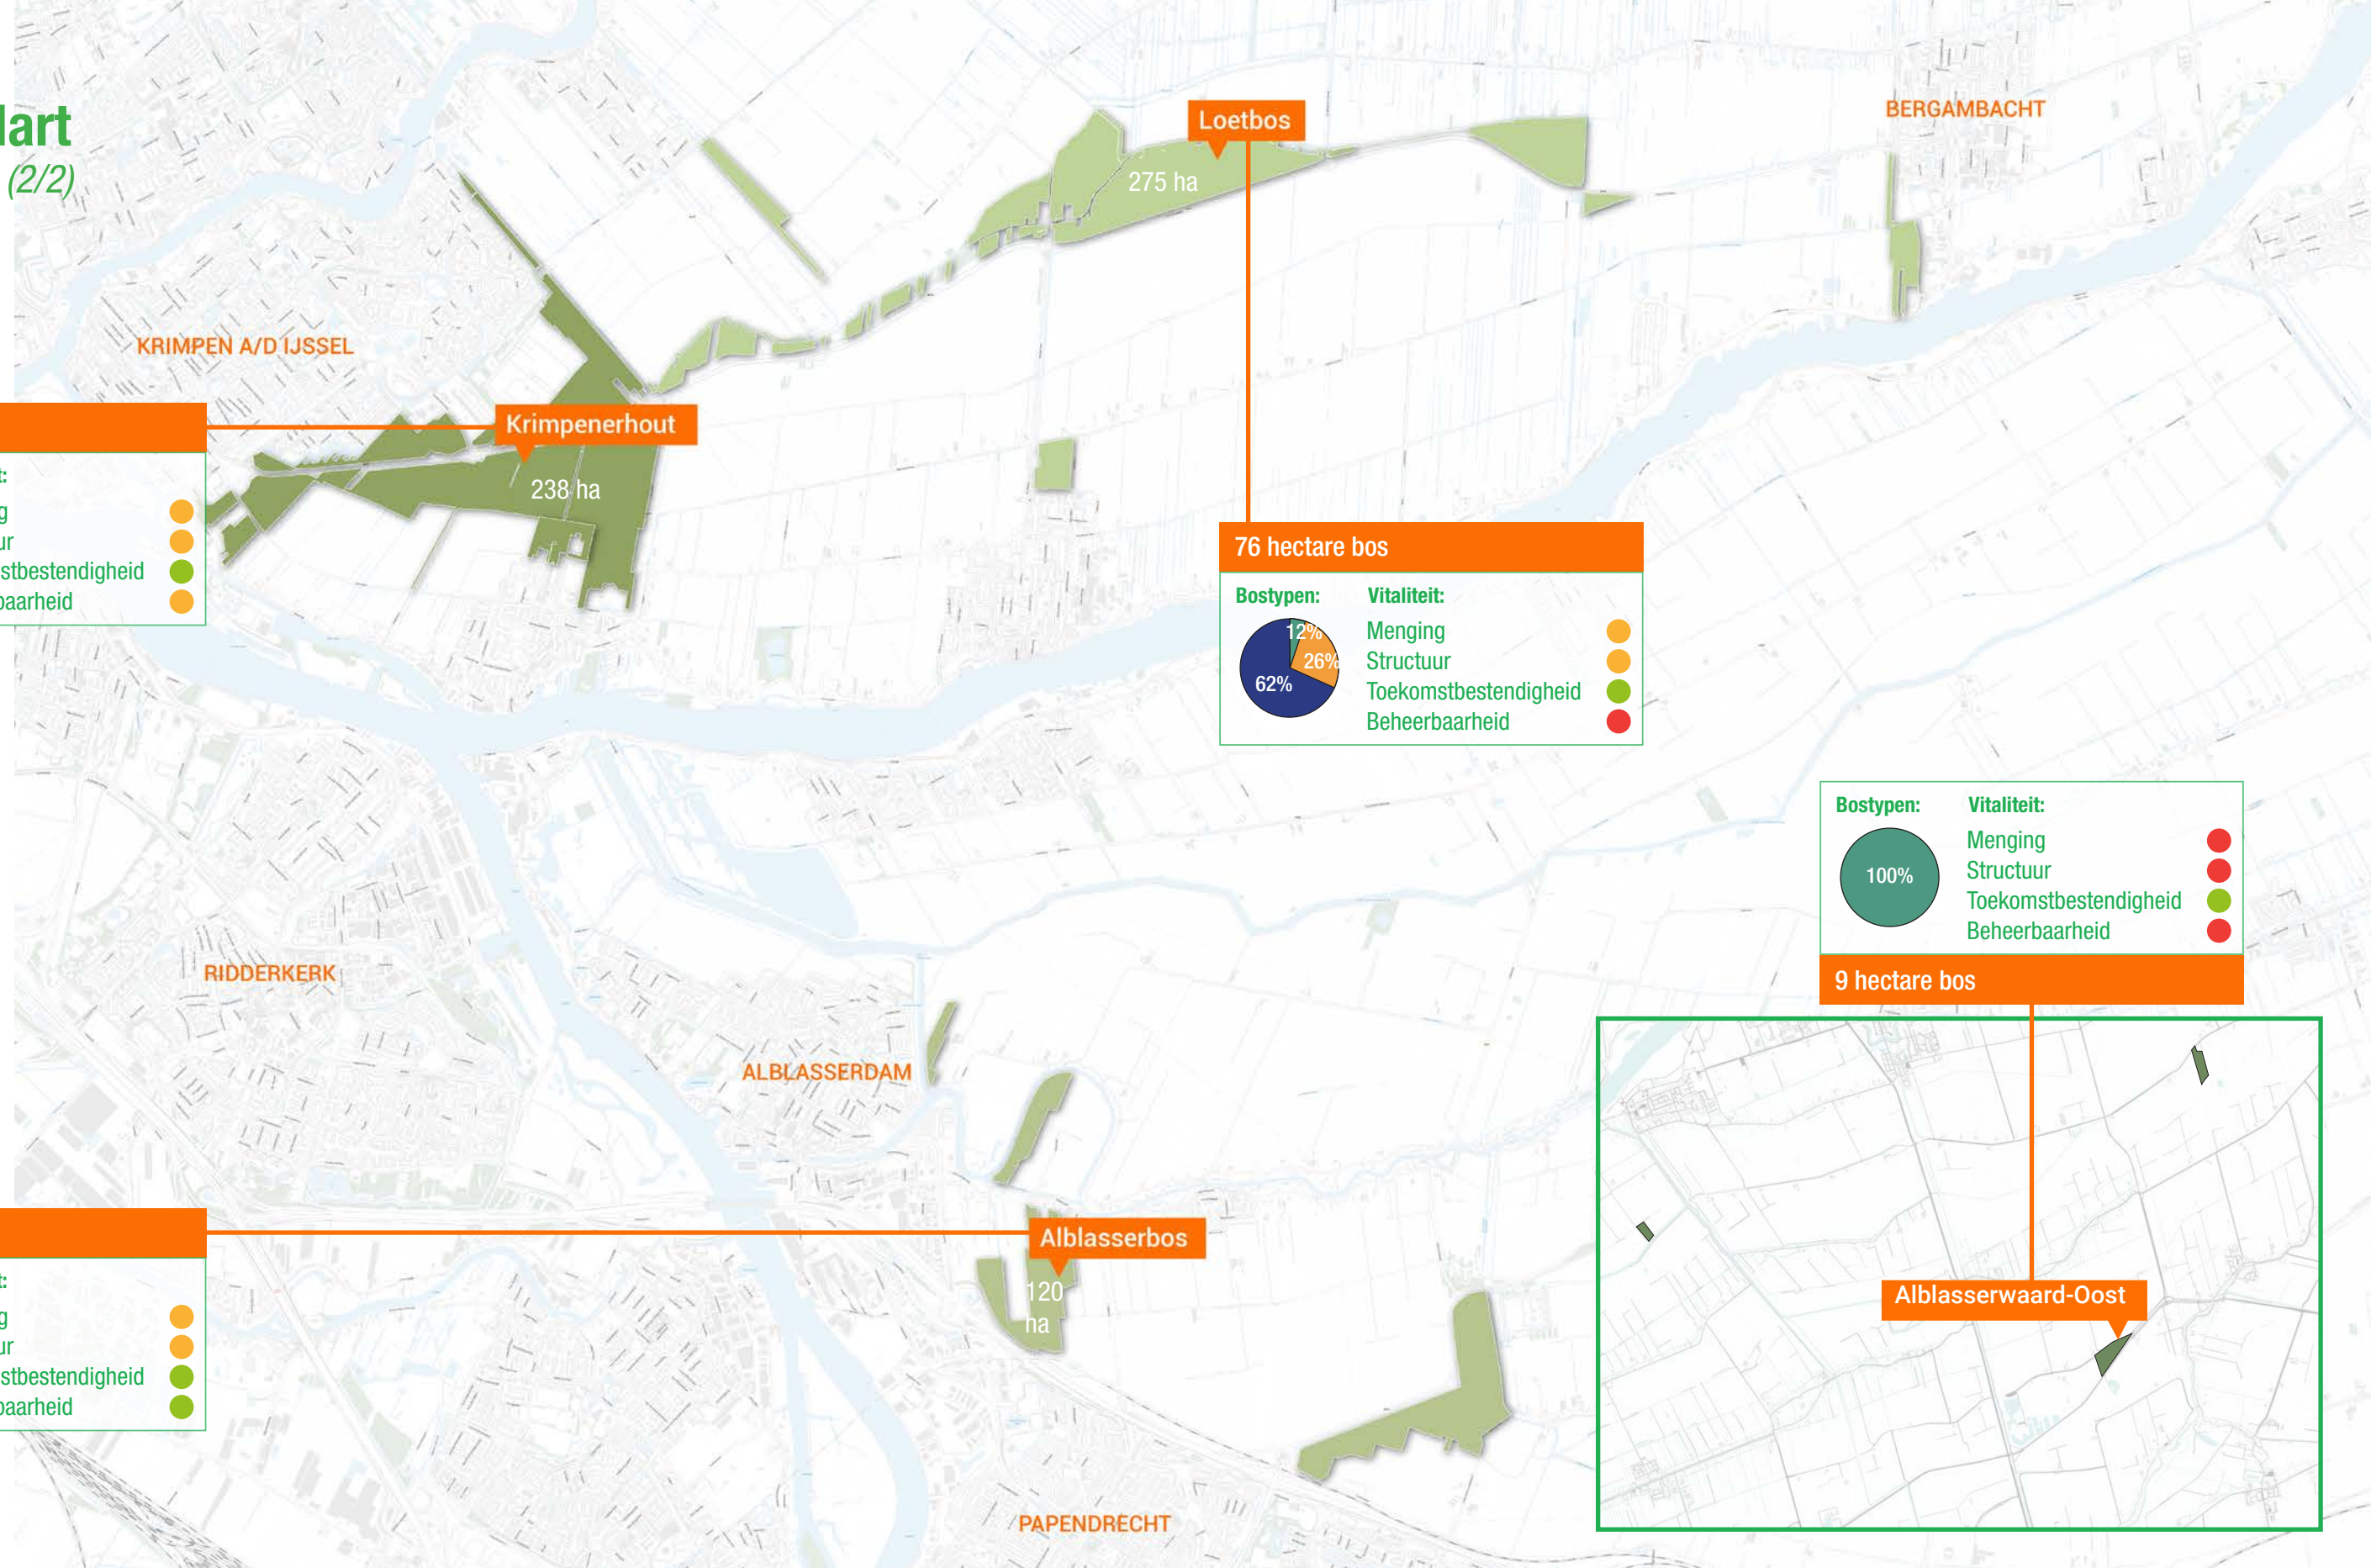 lart
(2/2)
Loetbos
275 ha
BERGAMBACHT
KRIMPEN A/D IJSSEL
Krimpenerhout
238 ha
t:
g
ur
stbestendigheid
baarheid
76 hectare bos
Bostypen:
Vitaliteit:
12%
26%
62%
Menging
Structuur
Toekomstbestendigheid
Beheerbaarheid
Bostypen:
Vitaliteit:
100%
Menging
Structuur
Toekomstbestendigheid
Beheerbaarheid
9 hectare bos
RIDDERKERK
ALBLASSERDAM
Alblasserbos
120
ha
t:
g
ur
stbestendigheid
baarheid
Alblasserwaard-Oost
PAPENDRECHT